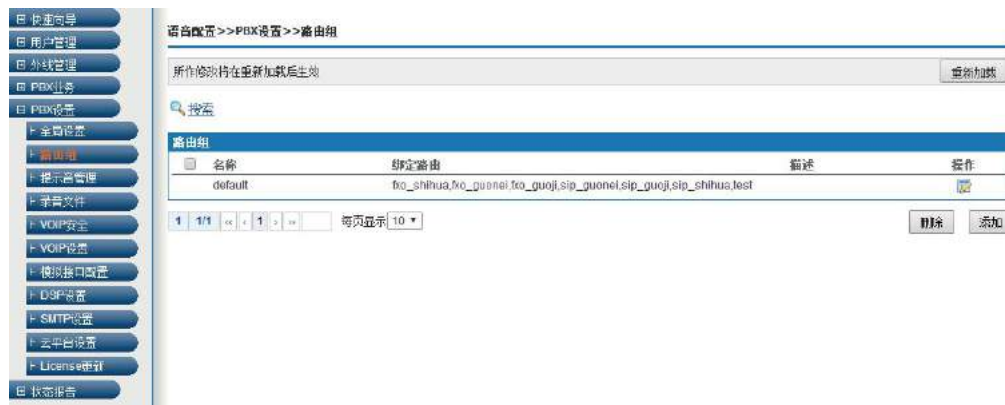 快速向导
用户管理
外线管理
PBX业务
PBX设置
全局设置
路由组
提示音管理
录音文件
VOIP安全
VOIP设置
模拟接口配置
DSP设置
SMTP设置
云平台设置
License更新
状态报告
语音配置>>PBX设置>>路由组
所作修改将在重新加载后生效 重新加载
搜索
路由组
名称 绑定路由 描述 操作
default fxo_shihua,fxo_guonei,fxo_guoji,sip_guonei,sip_guoji,sip_shihua,test
1 1/1 « ‹ 1 › » 每页显示 10
删除 添加